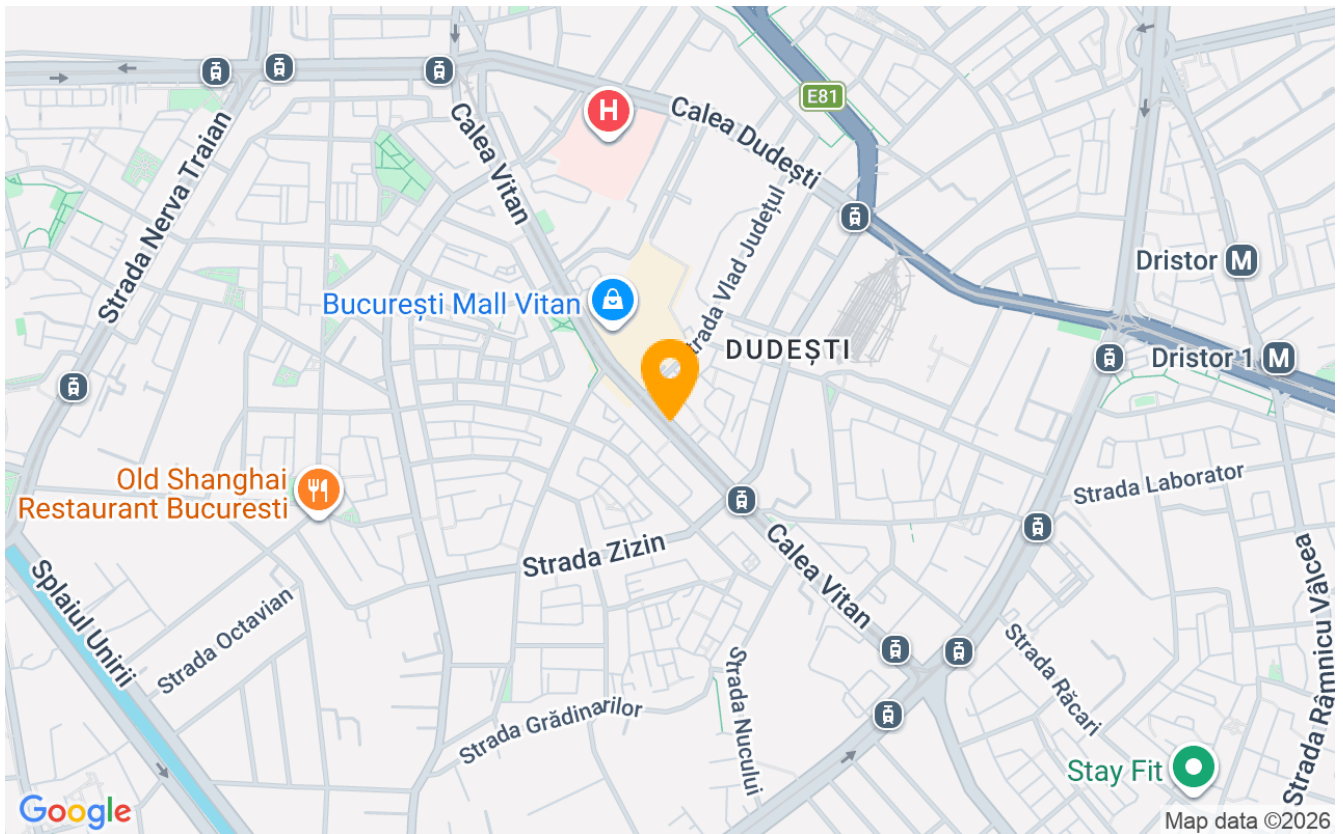 H
E81
Calea Dudești
Calea Vitan
Strada Nerva Traian
Strada Vlad Județul
Dristor M
București Mall Vitan
DUDEȘTI
Dristor 1 M
Old Shanghai
Restaurant Bucuresti
Strada Laborator
Strada Zizin
Calea Vitan
Splaiul Unirii
Strada Octavian
Strada Râmnicu Vâlcea
Strada Răcari
Strada Nucului
Strada Grădinarilor
Stay Fit
Google
Map data ©2026